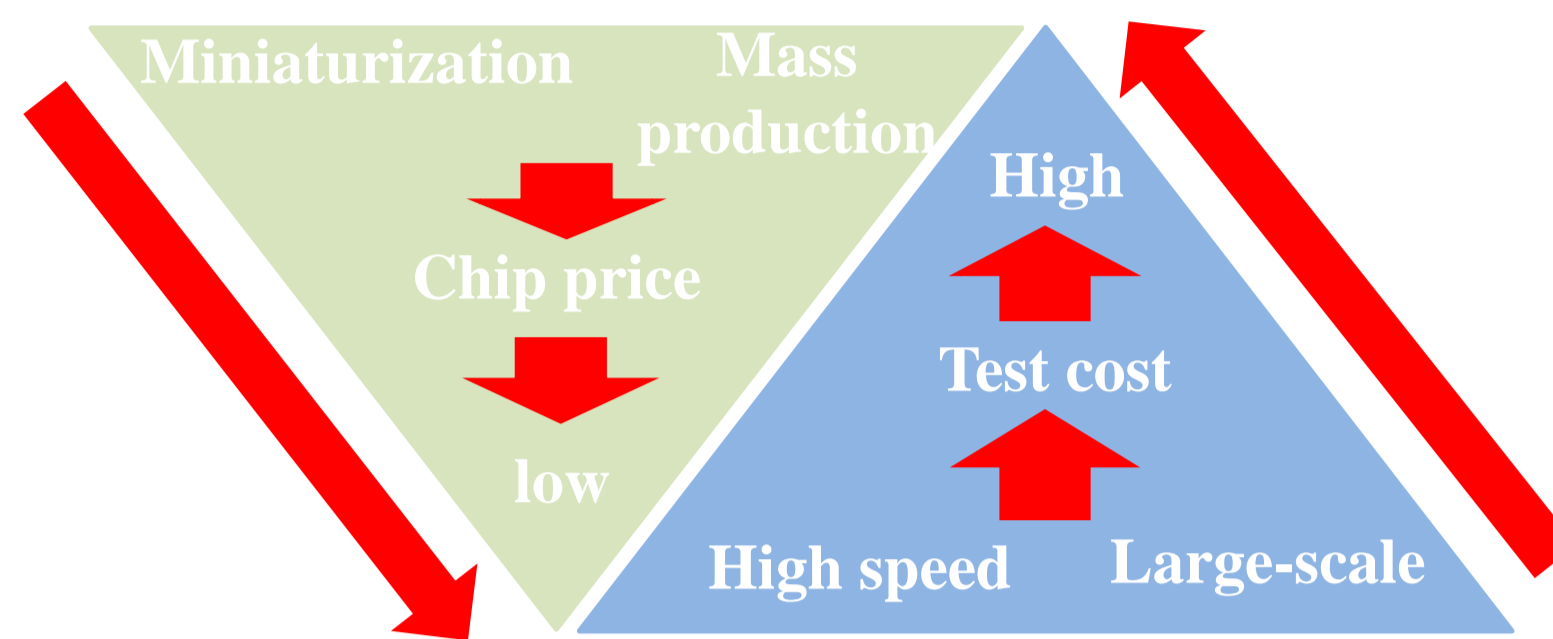 Miniaturization
Mass
production
Chip price
low
High
Test cost
High speed
Large-scale